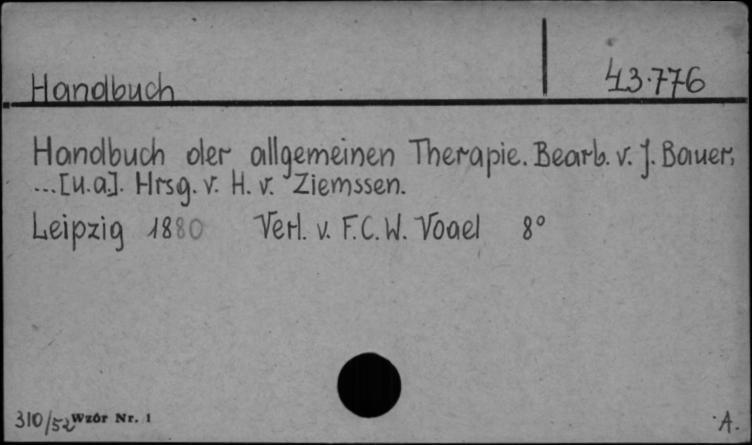 Handbuch 43.776
Handbuch der allgemeinen Therapie. Bearb. v. J. Bauer,
...[u.a]. Hrsg. v. H. v. Ziemssen.
Leipzig 1880 Verl. v. F.C.W. Vogel 8°
310/52 Wzór Nr. 1 A.